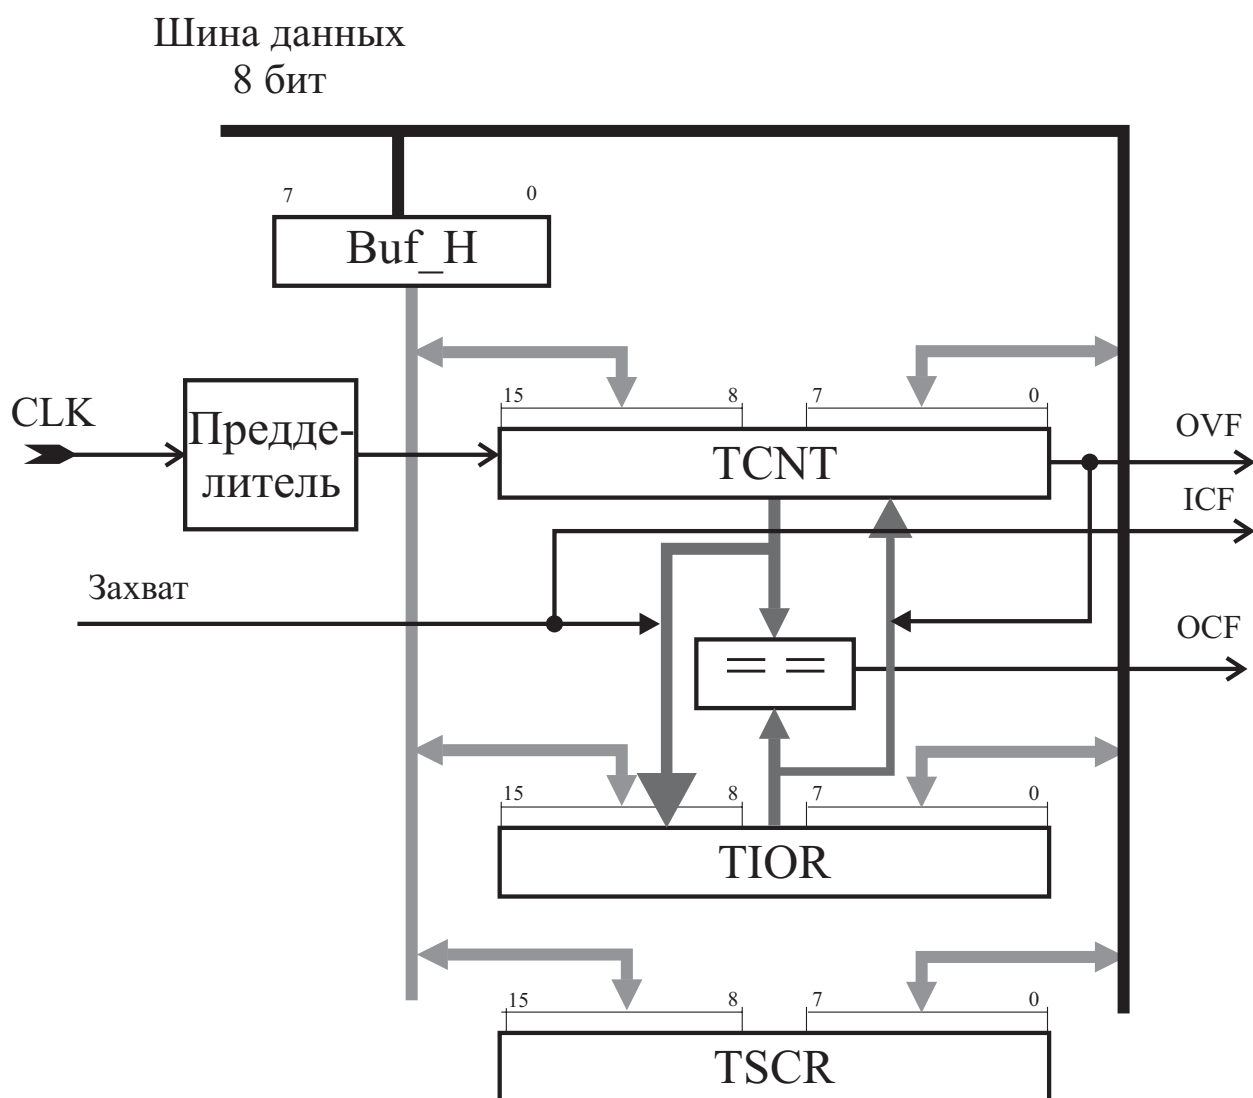 Шина данных
8 бит
7 0
Buf_H
15 8 7 0
CLK
Предде-
литель
TCNT
OVF
ICF
Захват
OCF
15 8 7 0
TIOR
15 8 7 0
TSCR